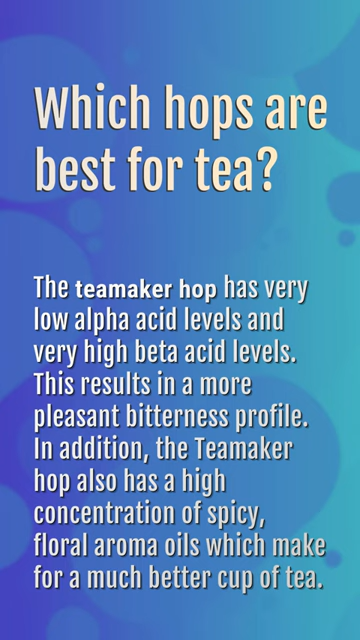 Which hops are
best for tea?
The teamaker hop has very
low alpha acid levels and
very high beta acid levels.
This results in a more
pleasant bitterness profile.
In addition, the Teamaker
hop also has a high
concentration of spicy,
floral aroma oils which make
for a much better cup of tea.